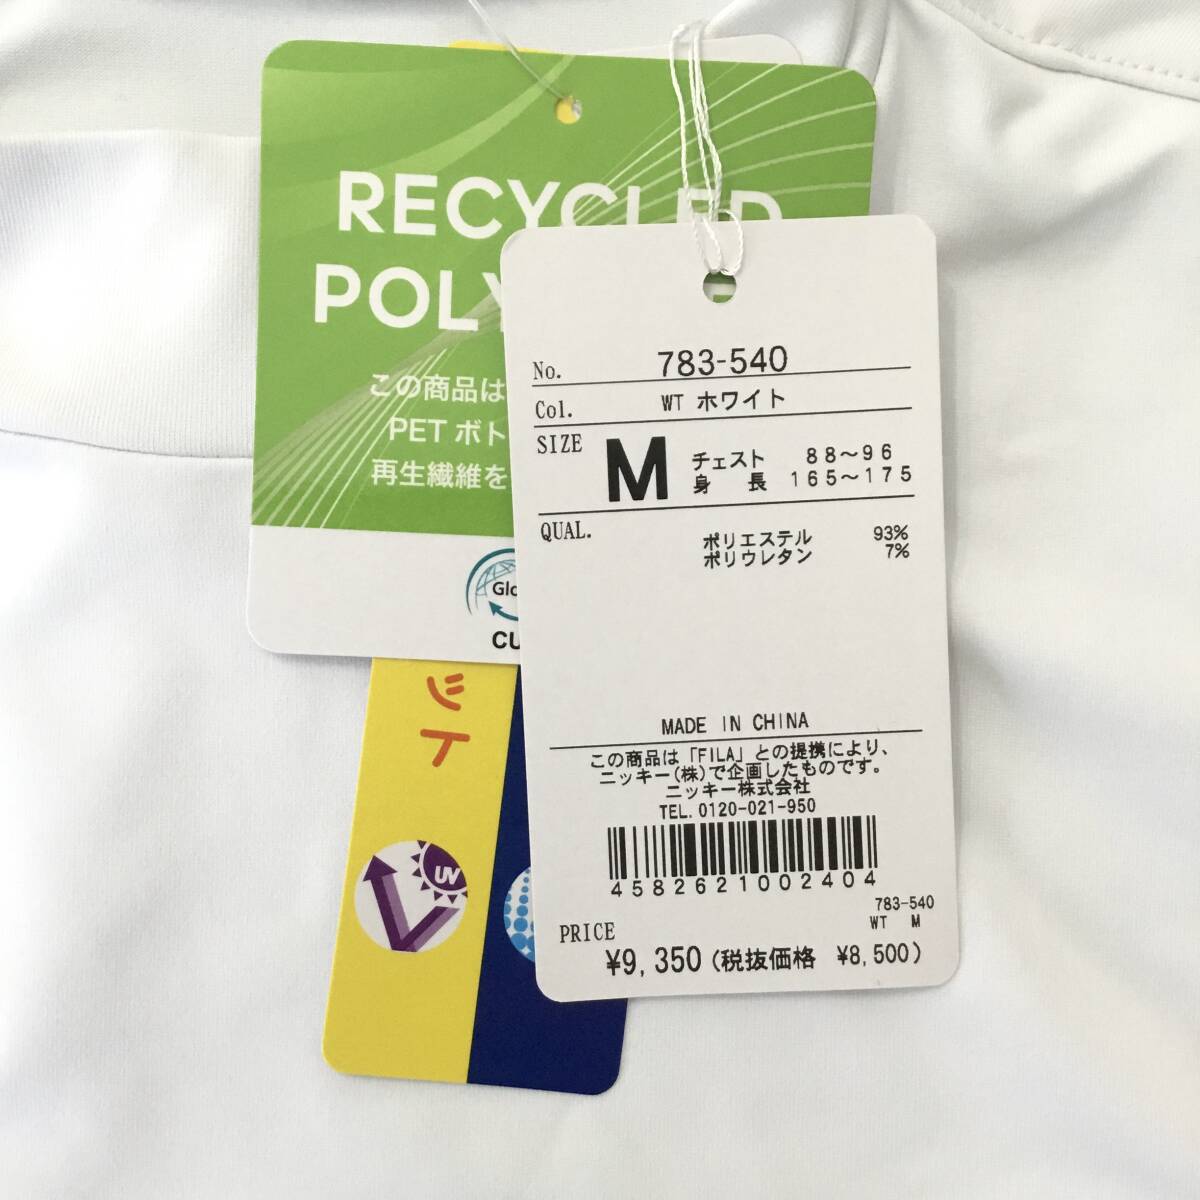 RECYCLED
POLY
この商品は
PET ボト
再生繊維を
Glo
CU
ット
UV
No. 783-540
Col. WT ホワイト
SIZE M チェスト 88～96
身長 165～175
QUAL. ポリエステル 93%
ポリウレタン 7%
MADE IN CHINA
この商品は「FILA」との提携により、
ニッキー(株)で企画したものです。
ニッキー株式会社
TEL. 0120-021-950
4582621002404
783-540
WT M
PRICE
¥9,350 (税抜価格 ¥8,500)